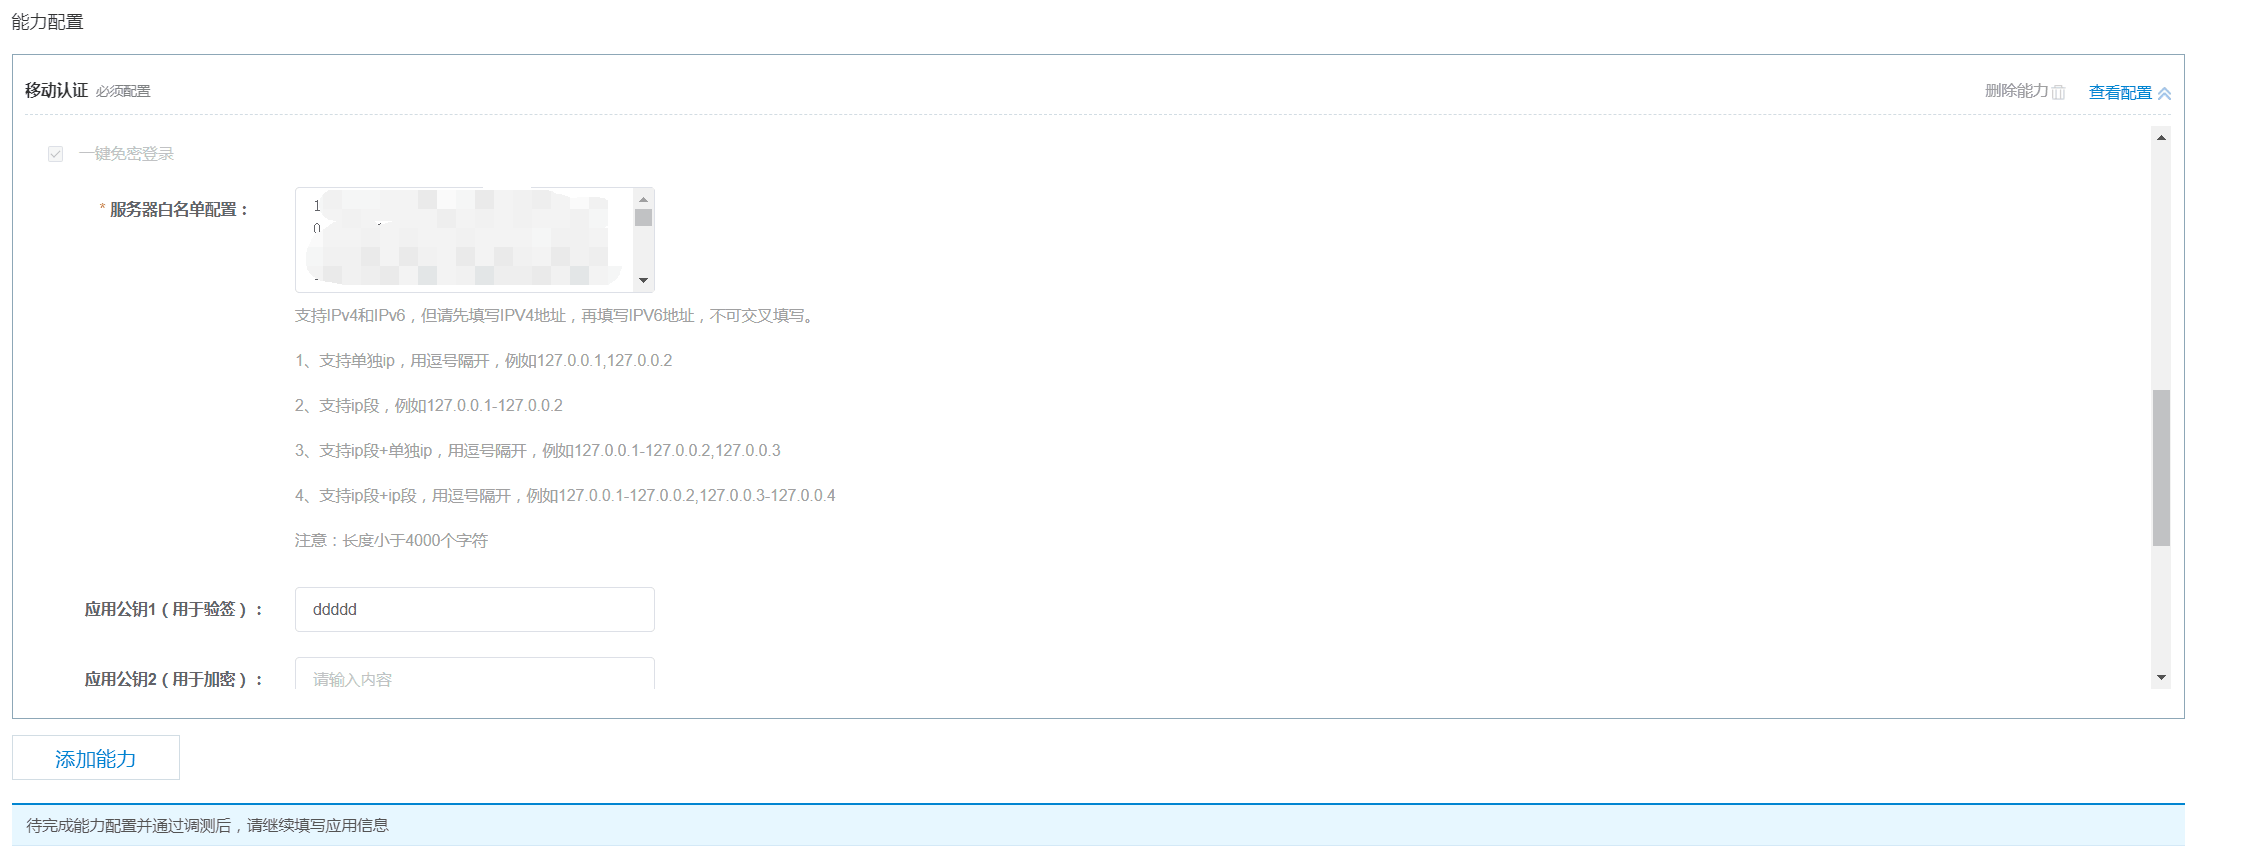 能力配置
移动认证 必须配置
删除能力 查看配置
一键免密登录
* 服务器白名单配置：
1
0
支持IPv4和IPv6，但请先填写IPV4地址，再填写IPV6地址，不可交叉填写。
1、支持单独ip，用逗号隔开，例如127.0.0.1,127.0.0.2
2、支持ip段，例如127.0.0.1-127.0.0.2
3、支持ip段+单独ip，用逗号隔开，例如127.0.0.1-127.0.0.2,127.0.0.3
4、支持ip段+ip段，用逗号隔开，例如127.0.0.1-127.0.0.2,127.0.0.3-127.0.0.4
注意：长度小于4000个字符
应用公钥1（用于验签）： ddddd
应用公钥2（用于加密）： 请输入内容
添加能力
待完成能力配置并通过调测后，请继续填写应用信息